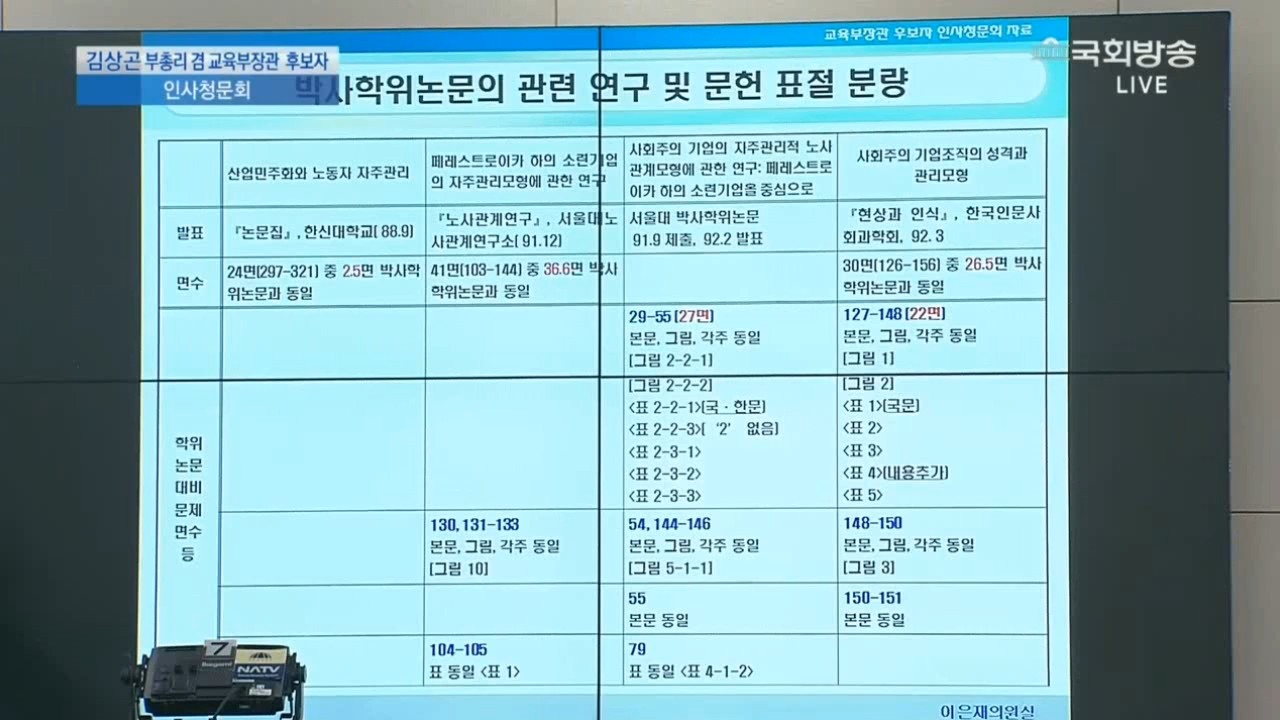 교육부장관 후보자 인사청문회 자료
김상곤 부총리 겸 교육부장관 후보자
인사청문회
국회방송
LIVE
박사학위논문의 관련 연구 및 문헌 표절 분량
산업민주화와 노동자 자주관리
페레스트로이카 하의 소련기업
의 자주관리모형에 관한 연구
사회주의 기업의 자주관리적 노사
관계모형에 관한 연구: 페레스트로
이카 하의 소련기업을 중심으로
사회주의 기업조직의 성격과
관리모형
발표
『논문집』, 한신대학교( 88.9)
『노사관계연구』, 서울대 노
사관계연구소( 91.12)
서울대 박사학위논문
91.9 제출, 92.2 발표
『현상과 인식』, 한국인문사
회과학회, 92. 3
면수
24면(297-321) 중 2.5면 박사학
위논문과 동일
41면(103-144) 중 36.6면 박사
학위논문과 동일
30면(126-156) 중 26.5면 박사
학위논문과 동일
학위
논문
대비
문제
면수
등
29-55 (27면)
본문, 그림, 각주 동일
[그림 2-2-1]
[그림 2-2-2]
<표 2-2-1>(국·한문)
<표 2-2-3>( ‘2’ 없음)
<표 2-3-1>
<표 2-3-2>
<표 2-3-3>
127-148 (22면)
본문, 그림, 각주 동일
[그림 1]
[그림 2]
<표 1>(국문)
<표 2>
<표 3>
<표 4>(내용추가)
<표 5>
130, 131-133
본문, 그림, 각주 동일
[그림 10]
54, 144-146
본문, 그림, 각주 동일
[그림 5-1-1]
148-150
본문, 그림, 각주 동일
[그림 3]
55
본문 동일
150-151
본문 동일
104-105
표 동일 <표 1>
79
표 동일 <표 4-1-2>
7
Ikegami
NATV
이은재의원실